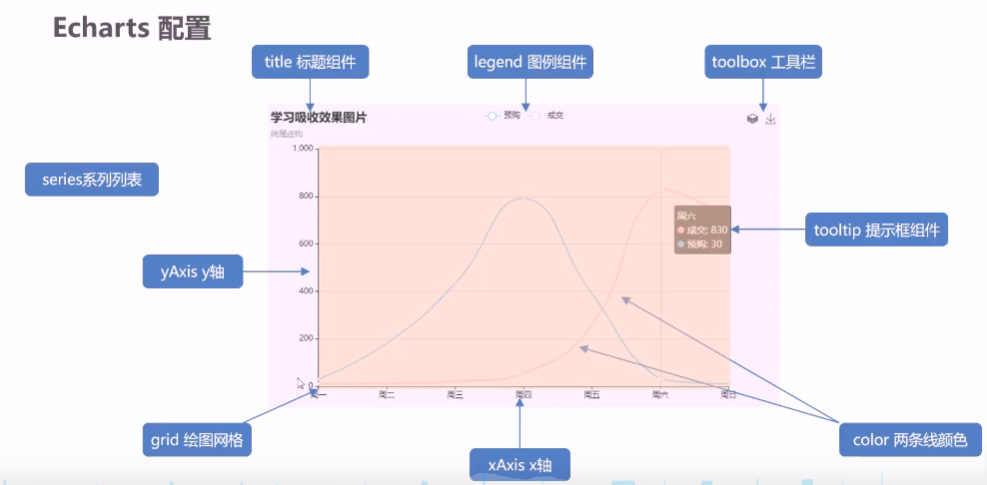 Echarts 配置
title 标题组件
legend 图例组件
toolbox 工具栏
学习吸收效果图片
预购
成交
纯属虚构
1,000
series系列列表
800
周六
成交: 830
预购: 30
tooltip 提示框组件
600
yAxis y轴
400
200
0
周一
周二
周三
周四
周五
周六
周日
grid 绘图网格
color 两条线颜色
xAxis x轴